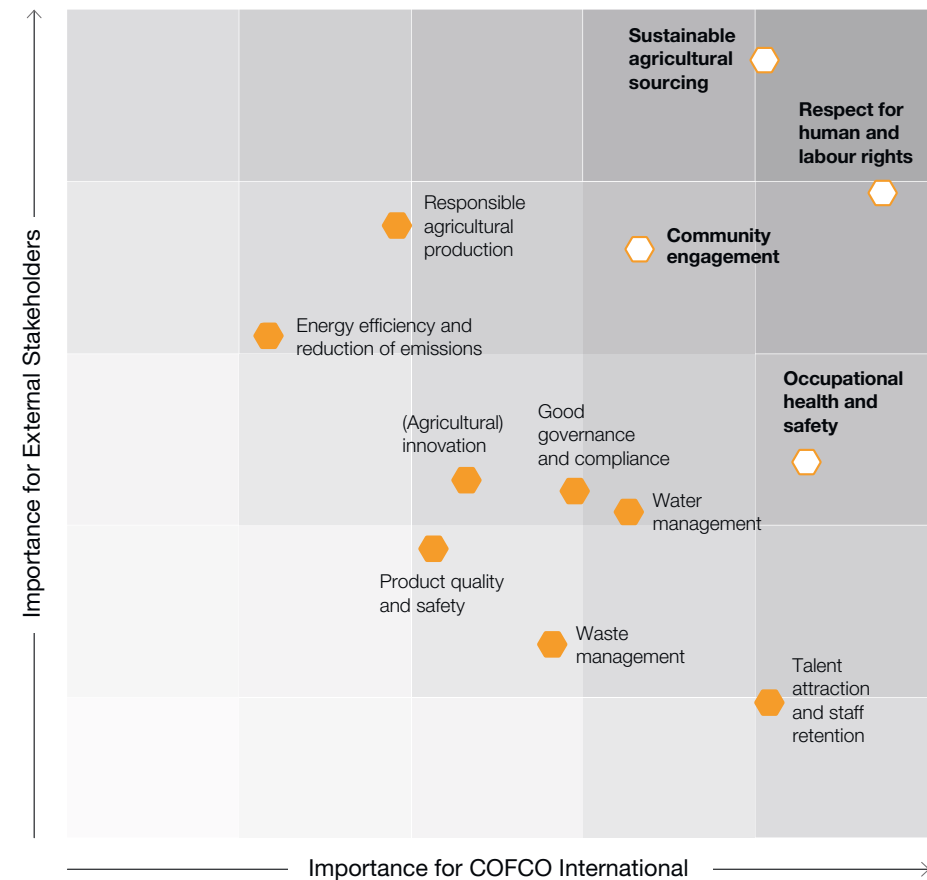 Sustainable
agricultural
sourcing
Respect for
human and
labour rights
Responsible
agricultural
production
Community
engagement
Energy efficiency and
reduction of emissions
Occupational
health and
safety
(Agricultural)
innovation
Good
governance
and compliance
Water
management
Product quality
and safety
Waste
management
Talent
attraction
and staff
retention
Importance for External Stakeholders
Importance for COFCO International